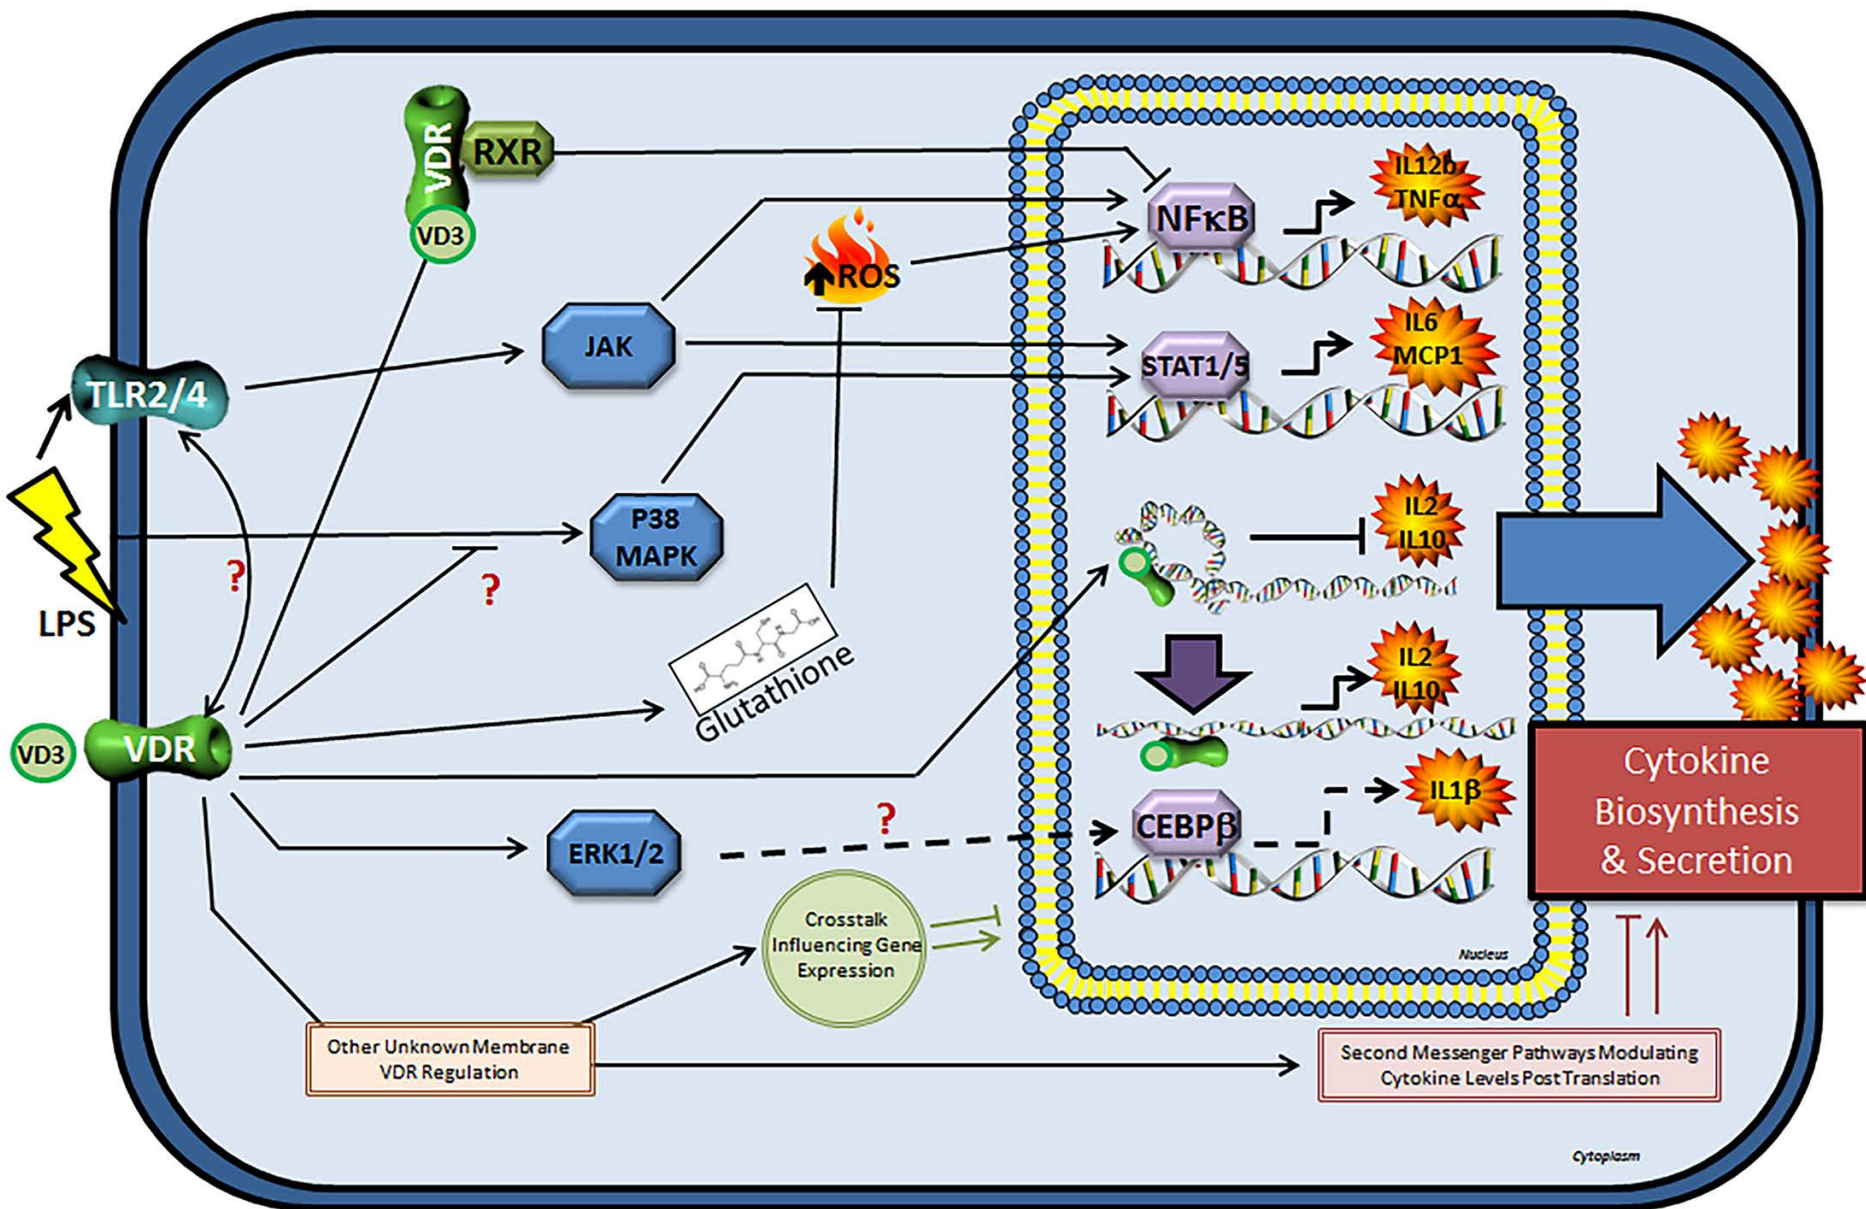 VDR
RXR
VD3
IL12b
TNFα
NFκB
ROS
JAK
IL6
MCP1
STAT1/5
TLR2/4
P38
MAPK
IL2
IL10
?
?
LPS
Glutathione
IL2
IL10
VD3
VDR
Cytokine
Biosynthesis
& Secretion
IL1β
?
CEBPβ
ERK1/2
Crosstalk
Influencing Gene
Expression
Nucleus
Other Unknown Membrane
VDR Regulation
Second Messenger Pathways Modulating
Cytokine Levels Post Translation
Cytoplasm